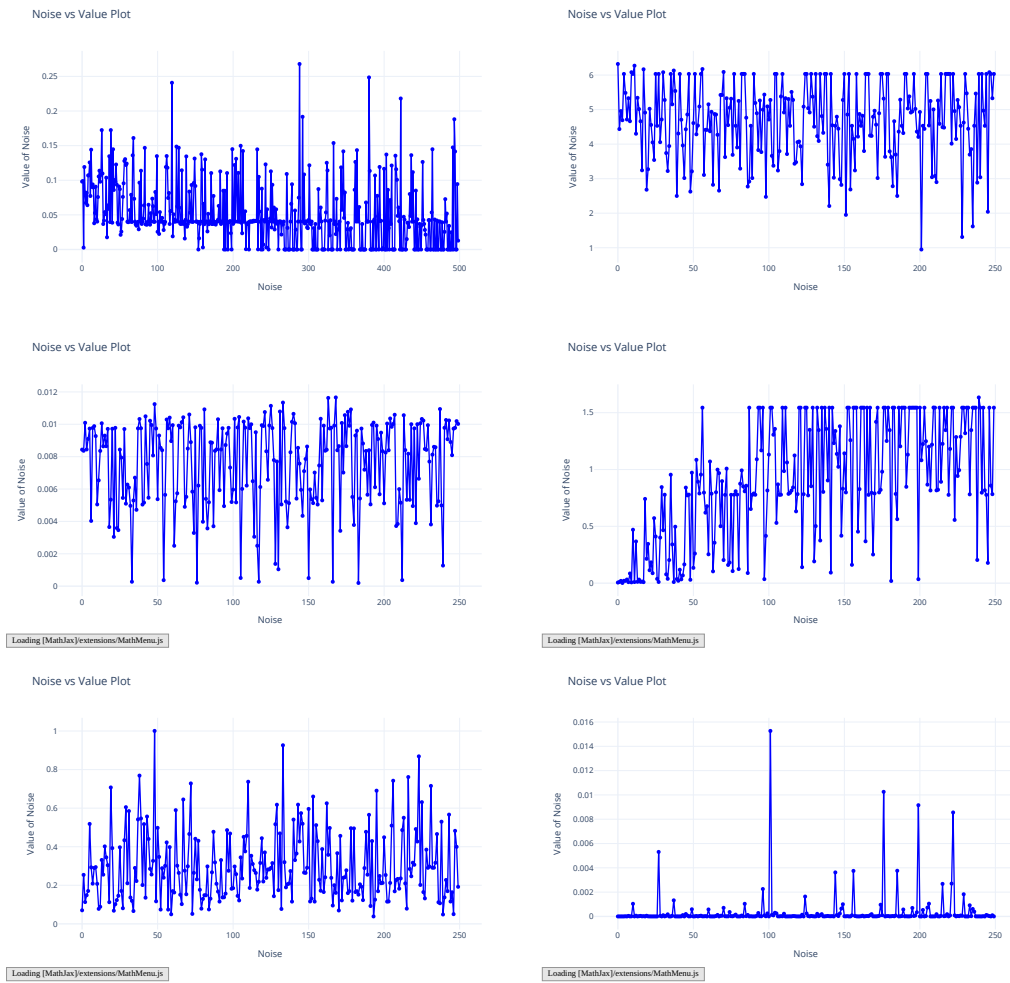 Noise vs Value Plot
Value of Noise
0.25
0.2
0.15
0.1
0.05
0
0 100 200 300 400 500
Noise
Noise vs Value Plot
Value of Noise
6
5
4
3
2
1
0 50 100 150 200 250
Noise
Noise vs Value Plot
Value of Noise
0.012
0.01
0.008
0.006
0.004
0.002
0
0 50 100 150 200 250
Noise
Loading [MathJax]/extensions/MathMenu.js
Noise vs Value Plot
Value of Noise
1.5
1
0.5
0
0 50 100 150 200 250
Noise
Loading [MathJax]/extensions/MathMenu.js
Noise vs Value Plot
Value of Noise
1
0.8
0.6
0.4
0.2
0
0 50 100 150 200 250
Noise
Loading [MathJax]/extensions/MathMenu.js
Noise vs Value Plot
Value of Noise
0.016
0.014
0.012
0.01
0.008
0.006
0.004
0.002
0
0 50 100 150 200 250
Noise
Loading [MathJax]/extensions/MathMenu.js